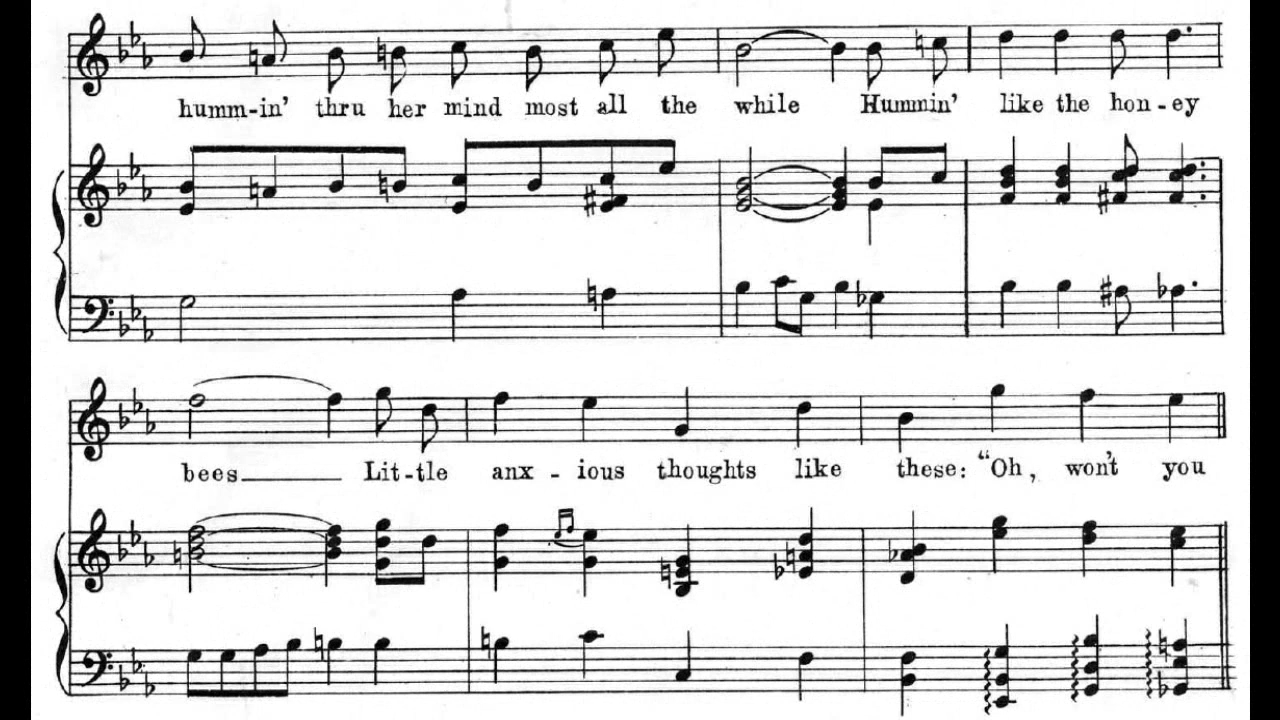 humm-in' thru her mind most all the while Hummin' like the hon-ey
bees Lit-tle anx-ious thoughts like these: "Oh, won't you